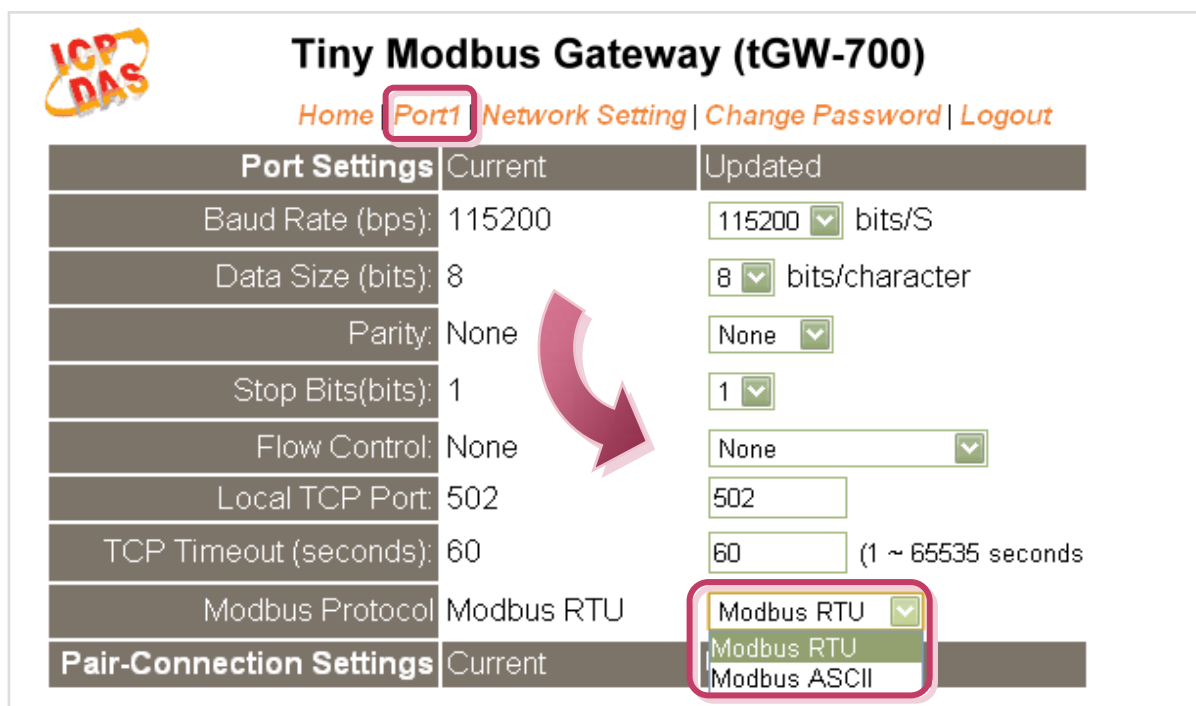 ICP DAS
Tiny Modbus Gateway (tGW-700)
Home | Port1 | Network Setting | Change Password | Logout
Port Settings Current Updated
Baud Rate (bps): 115200 115200 bits/S
Data Size (bits): 8 8 bits/character
Parity: None None
Stop Bits(bits): 1 1
Flow Control: None None
Local TCP Port: 502 502
TCP Timeout (seconds): 60 60 (1 ~ 65535 seconds
Modbus Protocol Modbus RTU Modbus RTU
Modbus RTU
Pair-Connection Settings Current
Modbus ASCII